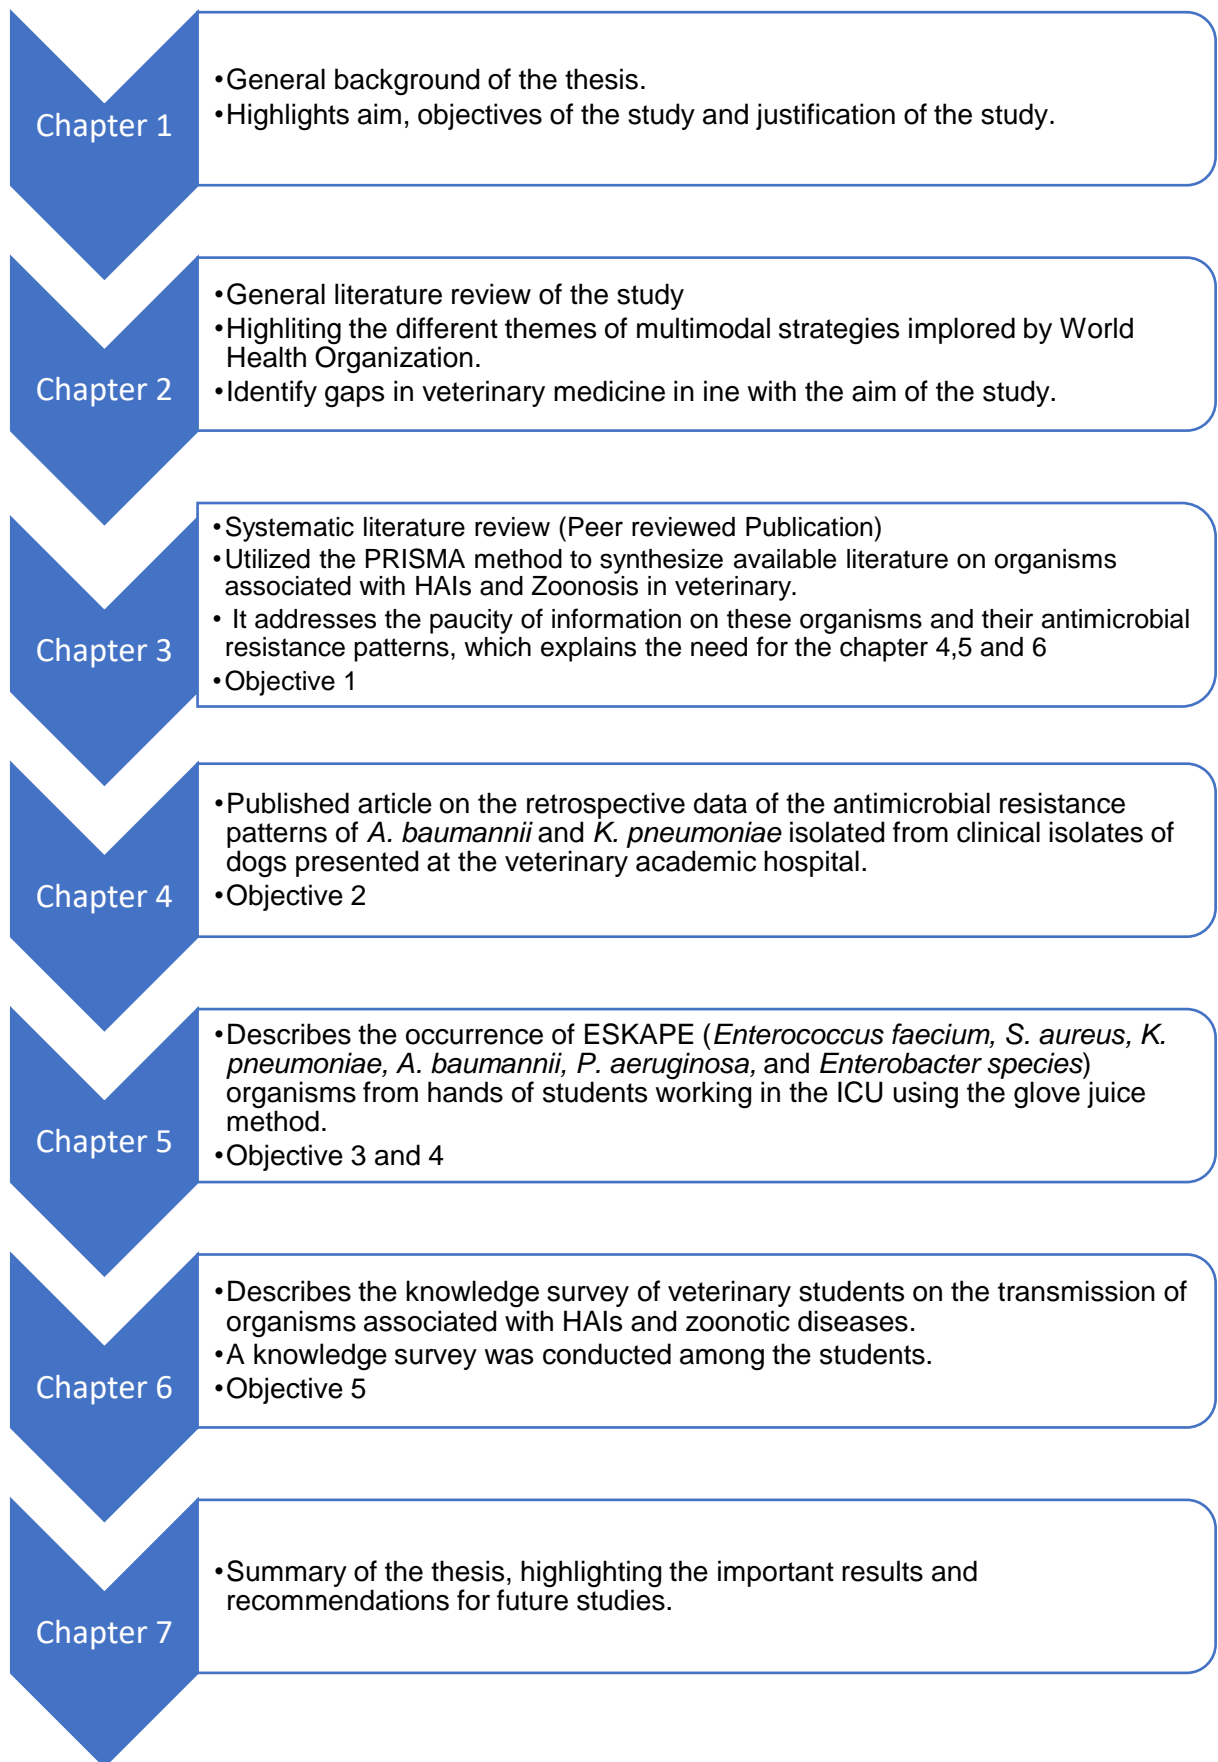 Chapter 1
•General background of the thesis.
•Highlights aim, objectives of the study and justification of the study.
Chapter 2
•General literature review of the study
•Highliting the different themes of multimodal strategies implored by World
Health Organization.
•Identify gaps in veterinary medicine in ine with the aim of the study.
Chapter 3
•Systematic literature review (Peer reviewed Publication)
•Utilized the PRISMA method to synthesize available literature on organisms
associated with HAIs and Zoonosis in veterinary.
• It addresses the paucity of information on these organisms and their antimicrobial
resistance patterns, which explains the need for the chapter 4,5 and 6
•Objective 1
Chapter 4
•Published article on the retrospective data of the antimicrobial resistance
patterns of A. baumannii and K. pneumoniae isolated from clinical isolates of
dogs presented at the veterinary academic hospital.
•Objective 2
Chapter 5
•Describes the occurrence of ESKAPE (Enterococcus faecium, S. aureus, K.
pneumoniae, A. baumannii, P. aeruginosa, and Enterobacter species)
organisms from hands of students working in the ICU using the glove juice
method.
•Objective 3 and 4
Chapter 6
•Describes the knowledge survey of veterinary students on the transmission of
organisms associated with HAIs and zoonotic diseases.
•A knowledge survey was conducted among the students.
•Objective 5
Chapter 7
•Summary of the thesis, highlighting the important results and
recommendations for future studies.